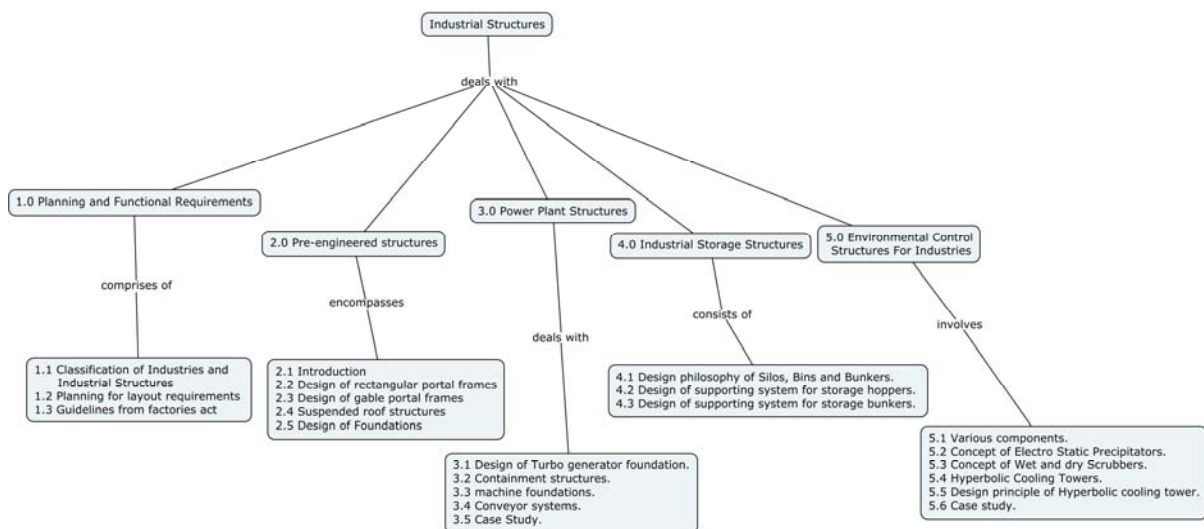 Industrial Structures
deals with
1.0 Planning and Functional Requirements
2.0 Pre-engineered structures
3.0 Power Plant Structures
4.0 Industrial Storage Structures
5.0 Environmental Control
Structures For Industries
comprises of
encompasses
deals with
consists of
involves
1.1 Classification of Industries and
Industrial Structures
1.2 Planning for layout requirements
1.3 Guidelines from factories act
2.1 Introduction
2.2 Design of rectangular portal frames
2.3 Design of gable portal frames
2.4 Suspended roof structures
2.5 Design of Foundations
3.1 Design of Turbo generator foundation.
3.2 Containment structures.
3.3 machine foundations.
3.4 Conveyor systems.
3.5 Case Study.
4.1 Design philosophy of Silos, Bins and Bunkers.
4.2 Design of supporting system for storage hoppers.
4.3 Design of supporting system for storage bunkers.
5.1 Various components.
5.2 Concept of Electro Static Precipitators.
5.3 Concept of Wet and dry Scrubbers.
5.4 Hyperbolic Cooling Towers.
5.5 Design principle of Hyperbolic cooling tower.
5.6 Case study.